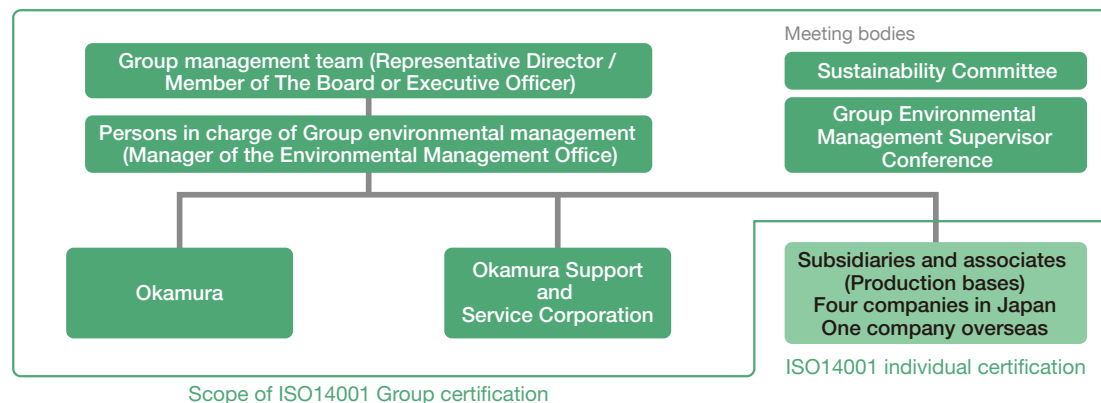 Meeting bodies
Group management team (Representative Director /
Member of The Board or Executive Officer)
Sustainability Committee
Persons in charge of Group environmental management
(Manager of the Environmental Management Office)
Group Environmental
Management Supervisor
Conference
Okamura
Okamura Support
and
Service Corporation
Subsidiaries and associates
(Production bases)
Four companies in Japan
One company overseas
ISO14001 individual certification
Scope of ISO14001 Group certification